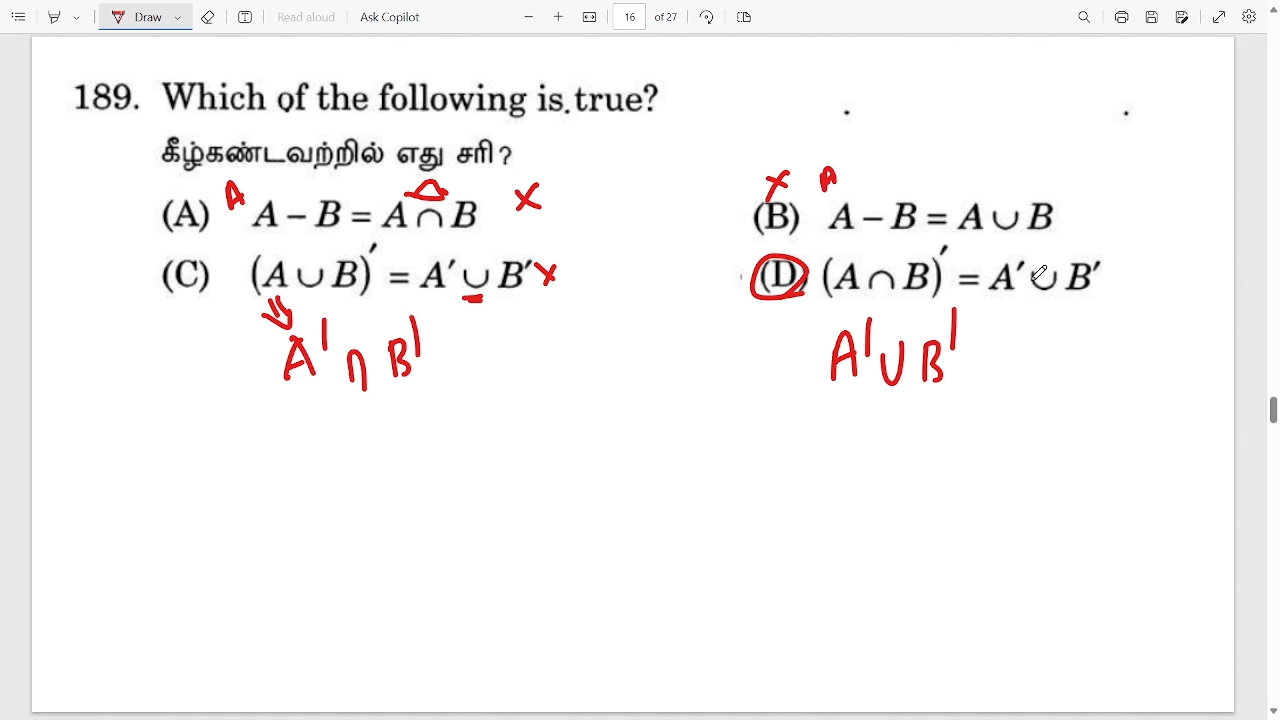 Draw Read aloud Ask Copilot 16 of 27
189. Which of the following is true?
கீழ்கண்டவற்றில் எது சரி?
A X X A
(A) A – B = A ∩ B (B) A – B = A ∪ B
(C) (A ∪ B)′ = A′ ∪ B′ X (D) (A ∩ B)′ = A′ ∪ B′
A′ ∩ B′ A′ ∪ B′